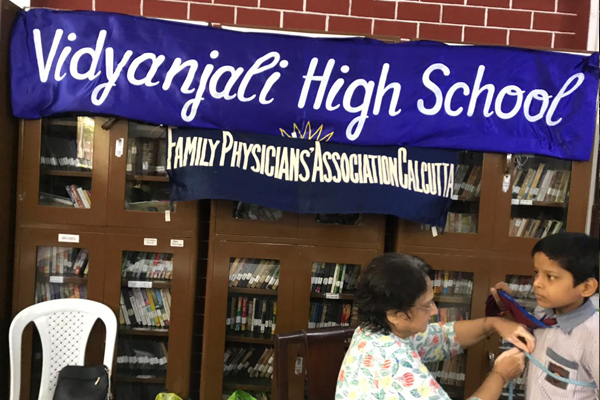 Vidyanjali High School
FAMILY PHYSICIANS' ASSOCIATION CALCUTTA